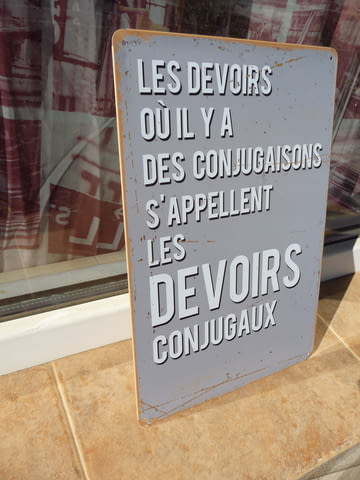 LES DEVOIRS
OÙ IL Y A
DES CONJUGAISONS
S'APPELLENT
LES
DEVOIRS
CONJUGAUX